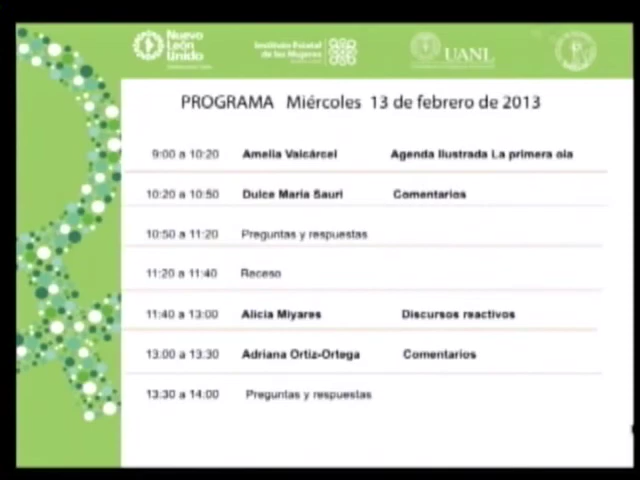 Nuevo
León
Unido
Instituto Estatal
de las Mujeres
UANL
PROGRAMA Miércoles 13 de febrero de 2013
9:00 a 10:20 Amelia Valcárcel Agenda Ilustrada La primera ola
10:20 a 10:50 Dulce María Sauri Comentarios
10:50 a 11:20 Preguntas y respuestas
11:20 a 11:40 Receso
11:40 a 13:00 Alicia Miyares Discursos reactivos
13.00 a 13:30 Adriana Ortiz-Ortega Comentarios
13:30 a 14:00 Preguntas y respuestas